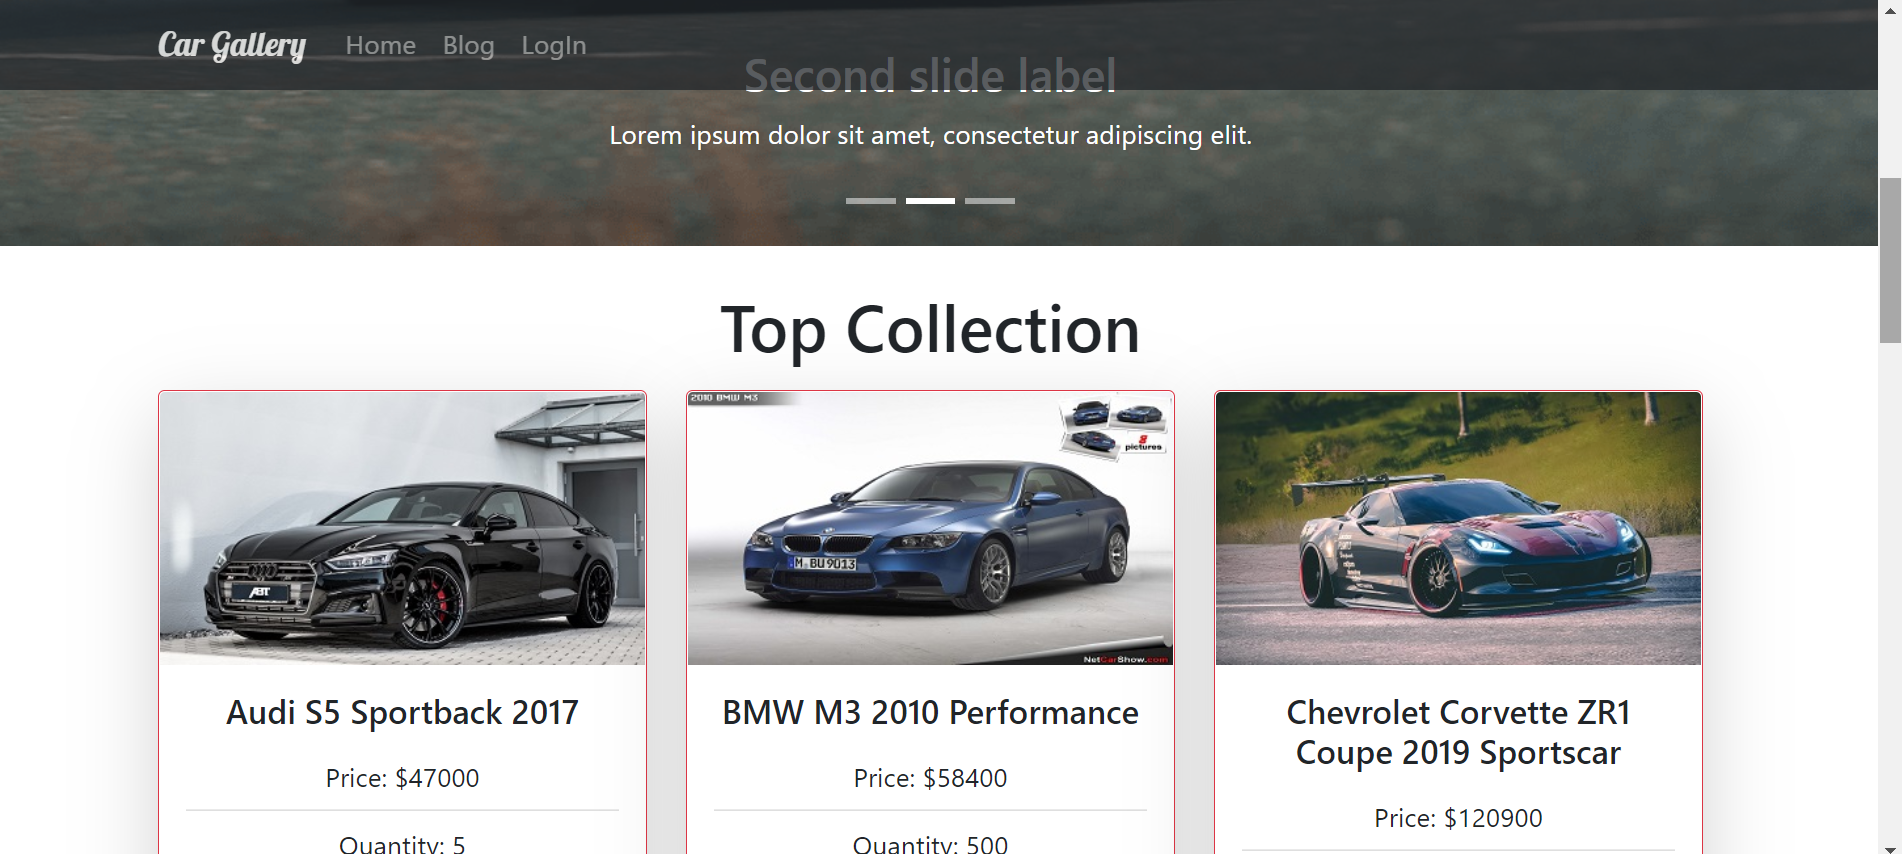 Car Gallery Home Blog LogIn
Second slide label
Lorem ipsum dolor sit amet, consectetur adipiscing elit.
Top Collection
2010 BMW M3
8
pictures
ABT
M BU 9013
NetCarShow.com
Audi S5 Sportback 2017
BMW M3 2010 Performance
Chevrolet Corvette ZR1
Coupe 2019 Sportscar
Price: $47000
Price: $58400
Price: $120900
Quantity: 5
Quantity: 500